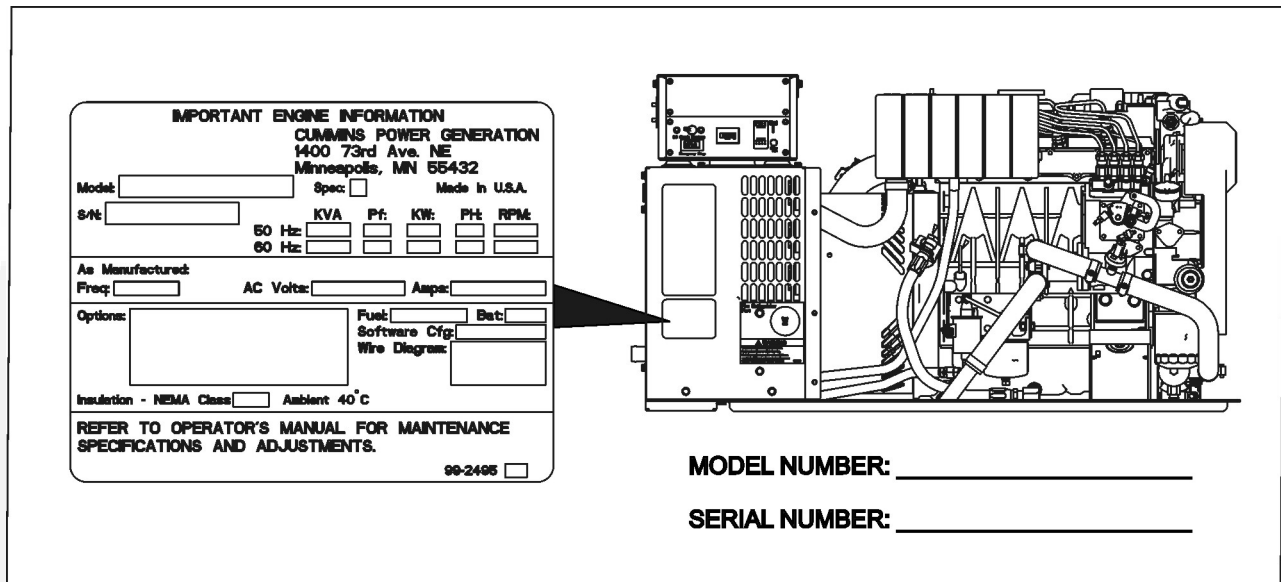 IMPORTANT ENGINE INFORMATION
CUMMINS POWER GENERATION
1400 73rd Ave. NE
Minneapolis, MN 55432
Model: Spec: Made in U.S.A.
S/N: KVA Pf: KW: PH: RPM:
50 Hz:
60 Hz:
As Manufactured:
Freq: AC Volts: Amps:
Options: Fuel: Bat:
Software Cfg:
Wire Diagram:
Insulation - NEMA Class Ambient 40°C
REFER TO OPERATOR'S MANUAL FOR MAINTENANCE
SPECIFICATIONS AND ADJUSTMENTS.
99-2495
MODEL NUMBER:
SERIAL NUMBER: